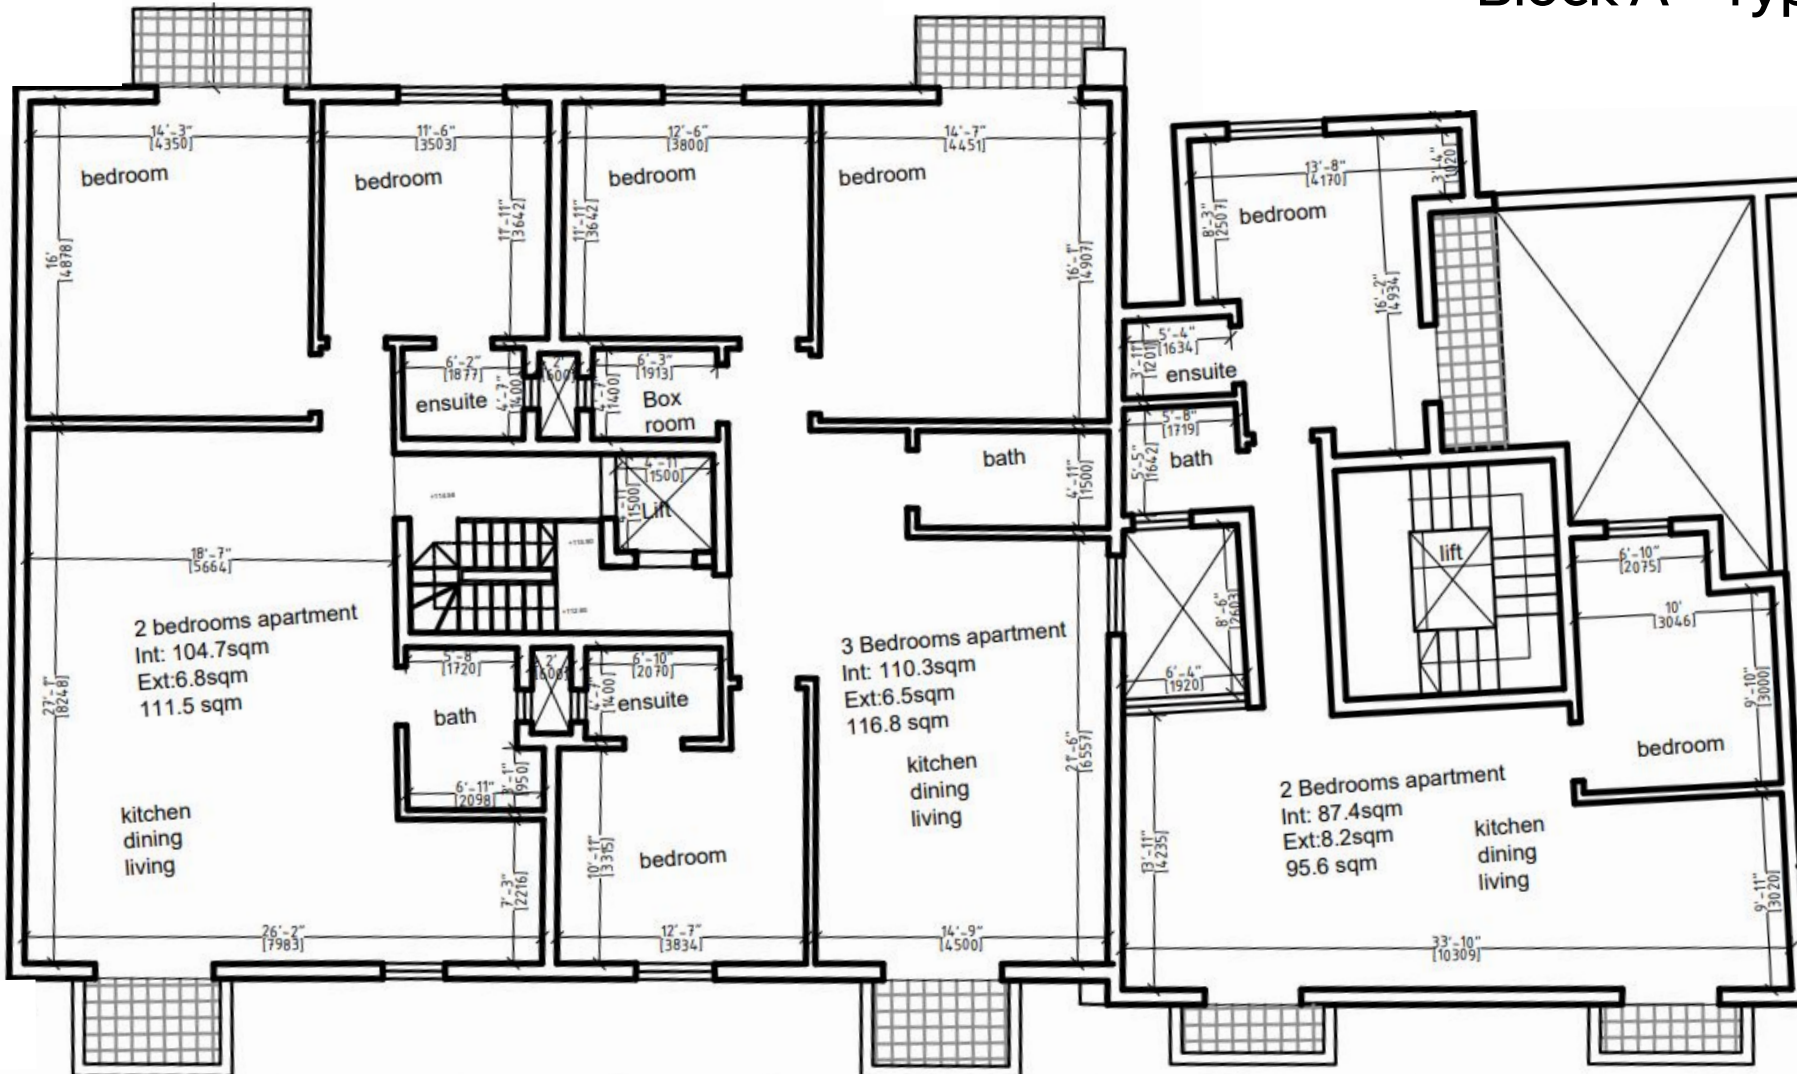 Block A - Typ
14'-3"
[4350]
bedroom
16'
[4878]
11'-6"
[3503]
bedroom
11'-11"
[3642]
12'-6"
[3800]
bedroom
11'-11"
[3642]
14'-7"
[4451]
bedroom
16'-1"
[4907]
13'-8"
[4170]
3'-4"
[1020]
bedroom
8'-3"
[2507]
16'-2"
[4934]
6'-2"
[1877]
ensuite
4'-7"
[1400]
2'
[600]
4'-7"
[1400]
6'-3"
[1913]
Box
room
5'-4"
[1634]
3'-11"
[1201]
ensuite
5'-8"
[1719]
5'-5"
[1642]
bath
bath
4'-11"
[1500]
4'-11"
[1500]
4'-11"
[1500]
Lift
18'-7"
[5664]
2 bedrooms apartment
Int: 104.7sqm
Ext:6.8sqm
111.5 sqm
27'-1"
[8248]
kitchen
dining
living
5'-8"
[1720]
bath
2'
[600]
6'-10"
[2070]
4'-7"
[1400]
ensuite
6'-11"
[2098]
3'-1"
[950]
7'-3"
[2216]
26'-2"
[7983]
10'-11"
[3315]
bedroom
12'-7"
[3834]
3 Bedrooms apartment
Int: 110.3sqm
Ext:6.5sqm
116.8 sqm
kitchen
dining
living
21'-6"
[6557]
14'-9"
[4500]
8'-6"
[2603]
6'-4"
[1920]
lift
6'-10"
[2075]
10'
[3046]
9'-10"
[3000]
bedroom
2 Bedrooms apartment
Int: 87.4sqm
Ext:8.2sqm
95.6 sqm
kitchen
dining
living
13'-11"
[4235]
9'-11"
[3020]
33'-10"
[10309]